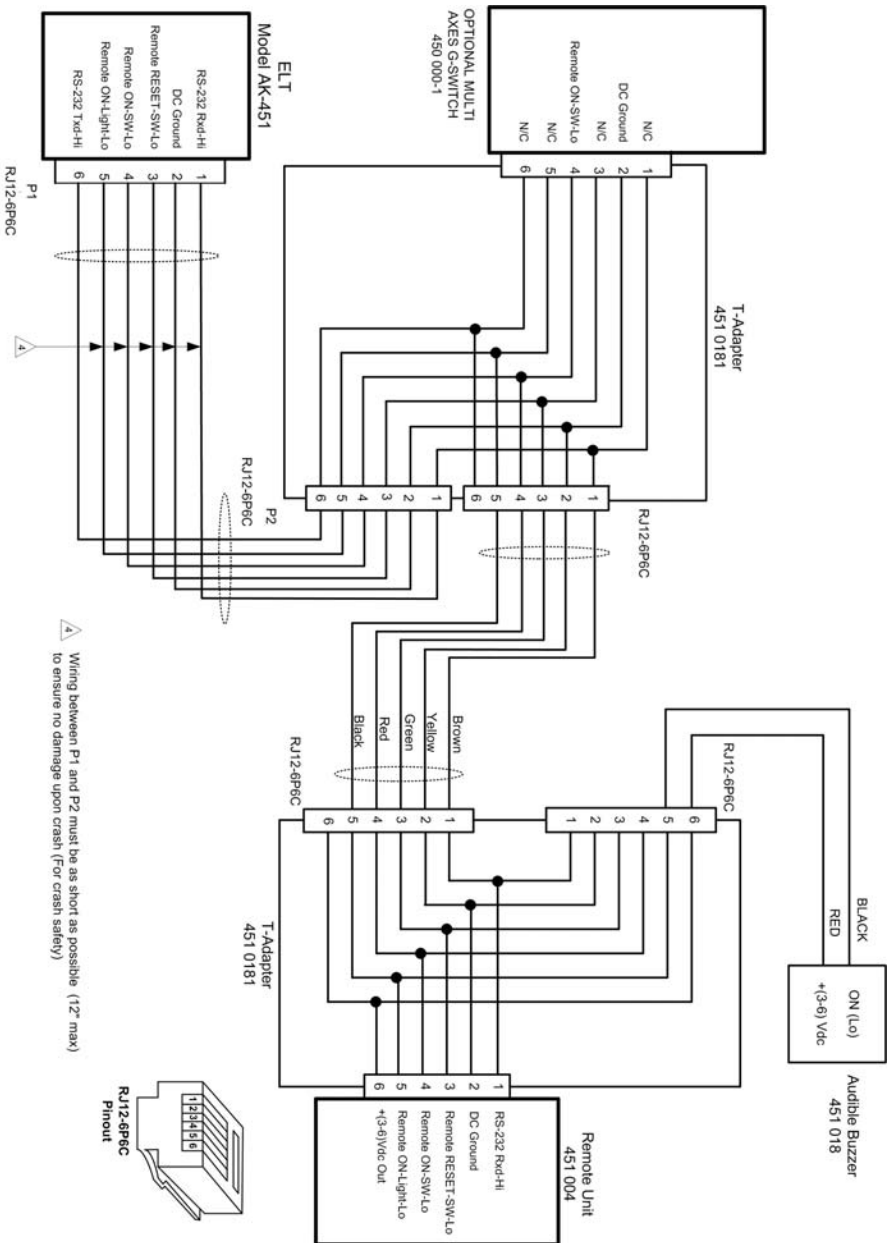 ELT
Model AK-451
RS-232 Rxd-Hi
DC Ground
Remote RESET-SW-Lo
Remote ON-SW-Lo
Remote ON-Light-Lo
RS-232 Txd-Hi
1
2
3
4
5
6
P1
RJ12-6P6C
4
OPTIONAL MULTI
AXES G-SWITCH
450 000-1
N/C
DC Ground
N/C
Remote ON-SW-Lo
N/C
N/C
1
2
3
4
5
6
T-Adapter
451 0181
1
2
3
4
5
6
RJ12-6P6C
1
2
3
4
5
6
P2
RJ12-6P6C
Brown
Yellow
Green
Red
Black
RJ12-6P6C
1
2
3
4
5
6
RJ12-6P6C
6
5
4
3
2
1
BLACK
RED
ON (Lo)
+(3-6) Vdc
Audible Buzzer
451 018
T-Adapter
451 0181
1
2
3
4
5
6
RS-232 Rxd-Hi
DC Ground
Remote RESET-SW-Lo
Remote ON-SW-Lo
Remote ON-Light-Lo
+(3-6)Vdc Out
Remote Unit
451 004
4
Wiring between P1 and P2 must be as short as possible (12" max)
to ensure no damage upon crash (For crash safety)
1 2 3 4 5 6
RJ12-6P6C
Pinout